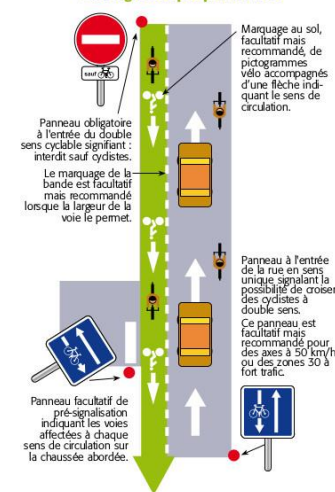 sauf
Marquage au sol,
facultatif mais
recommandé, de
pictogrammes
vélo accompagnés
d'une flèche indi-
quant le sens de
circulation.
Panneau obligatoire
à l'entrée du double
sens cyclable signifiant :
interdit sauf cyclistes.
Le marquage de la
bande est facultatif
mais recommandé
lorsque la largeur de la
voie le permet.
Panneau à l'entrée
de la rue en sens
unique signalant la
possibilité de croiser
des cyclistes à
double sens.
Ce panneau est
facultatif mais
recommandé pour
des axes à 50 km/h
ou des zones 30 à
fort trafic.
Panneau facultatif de
pré-signalisation
indiquant les voies
affectées à chaque
sens de circulation sur
la chaussée abordée.